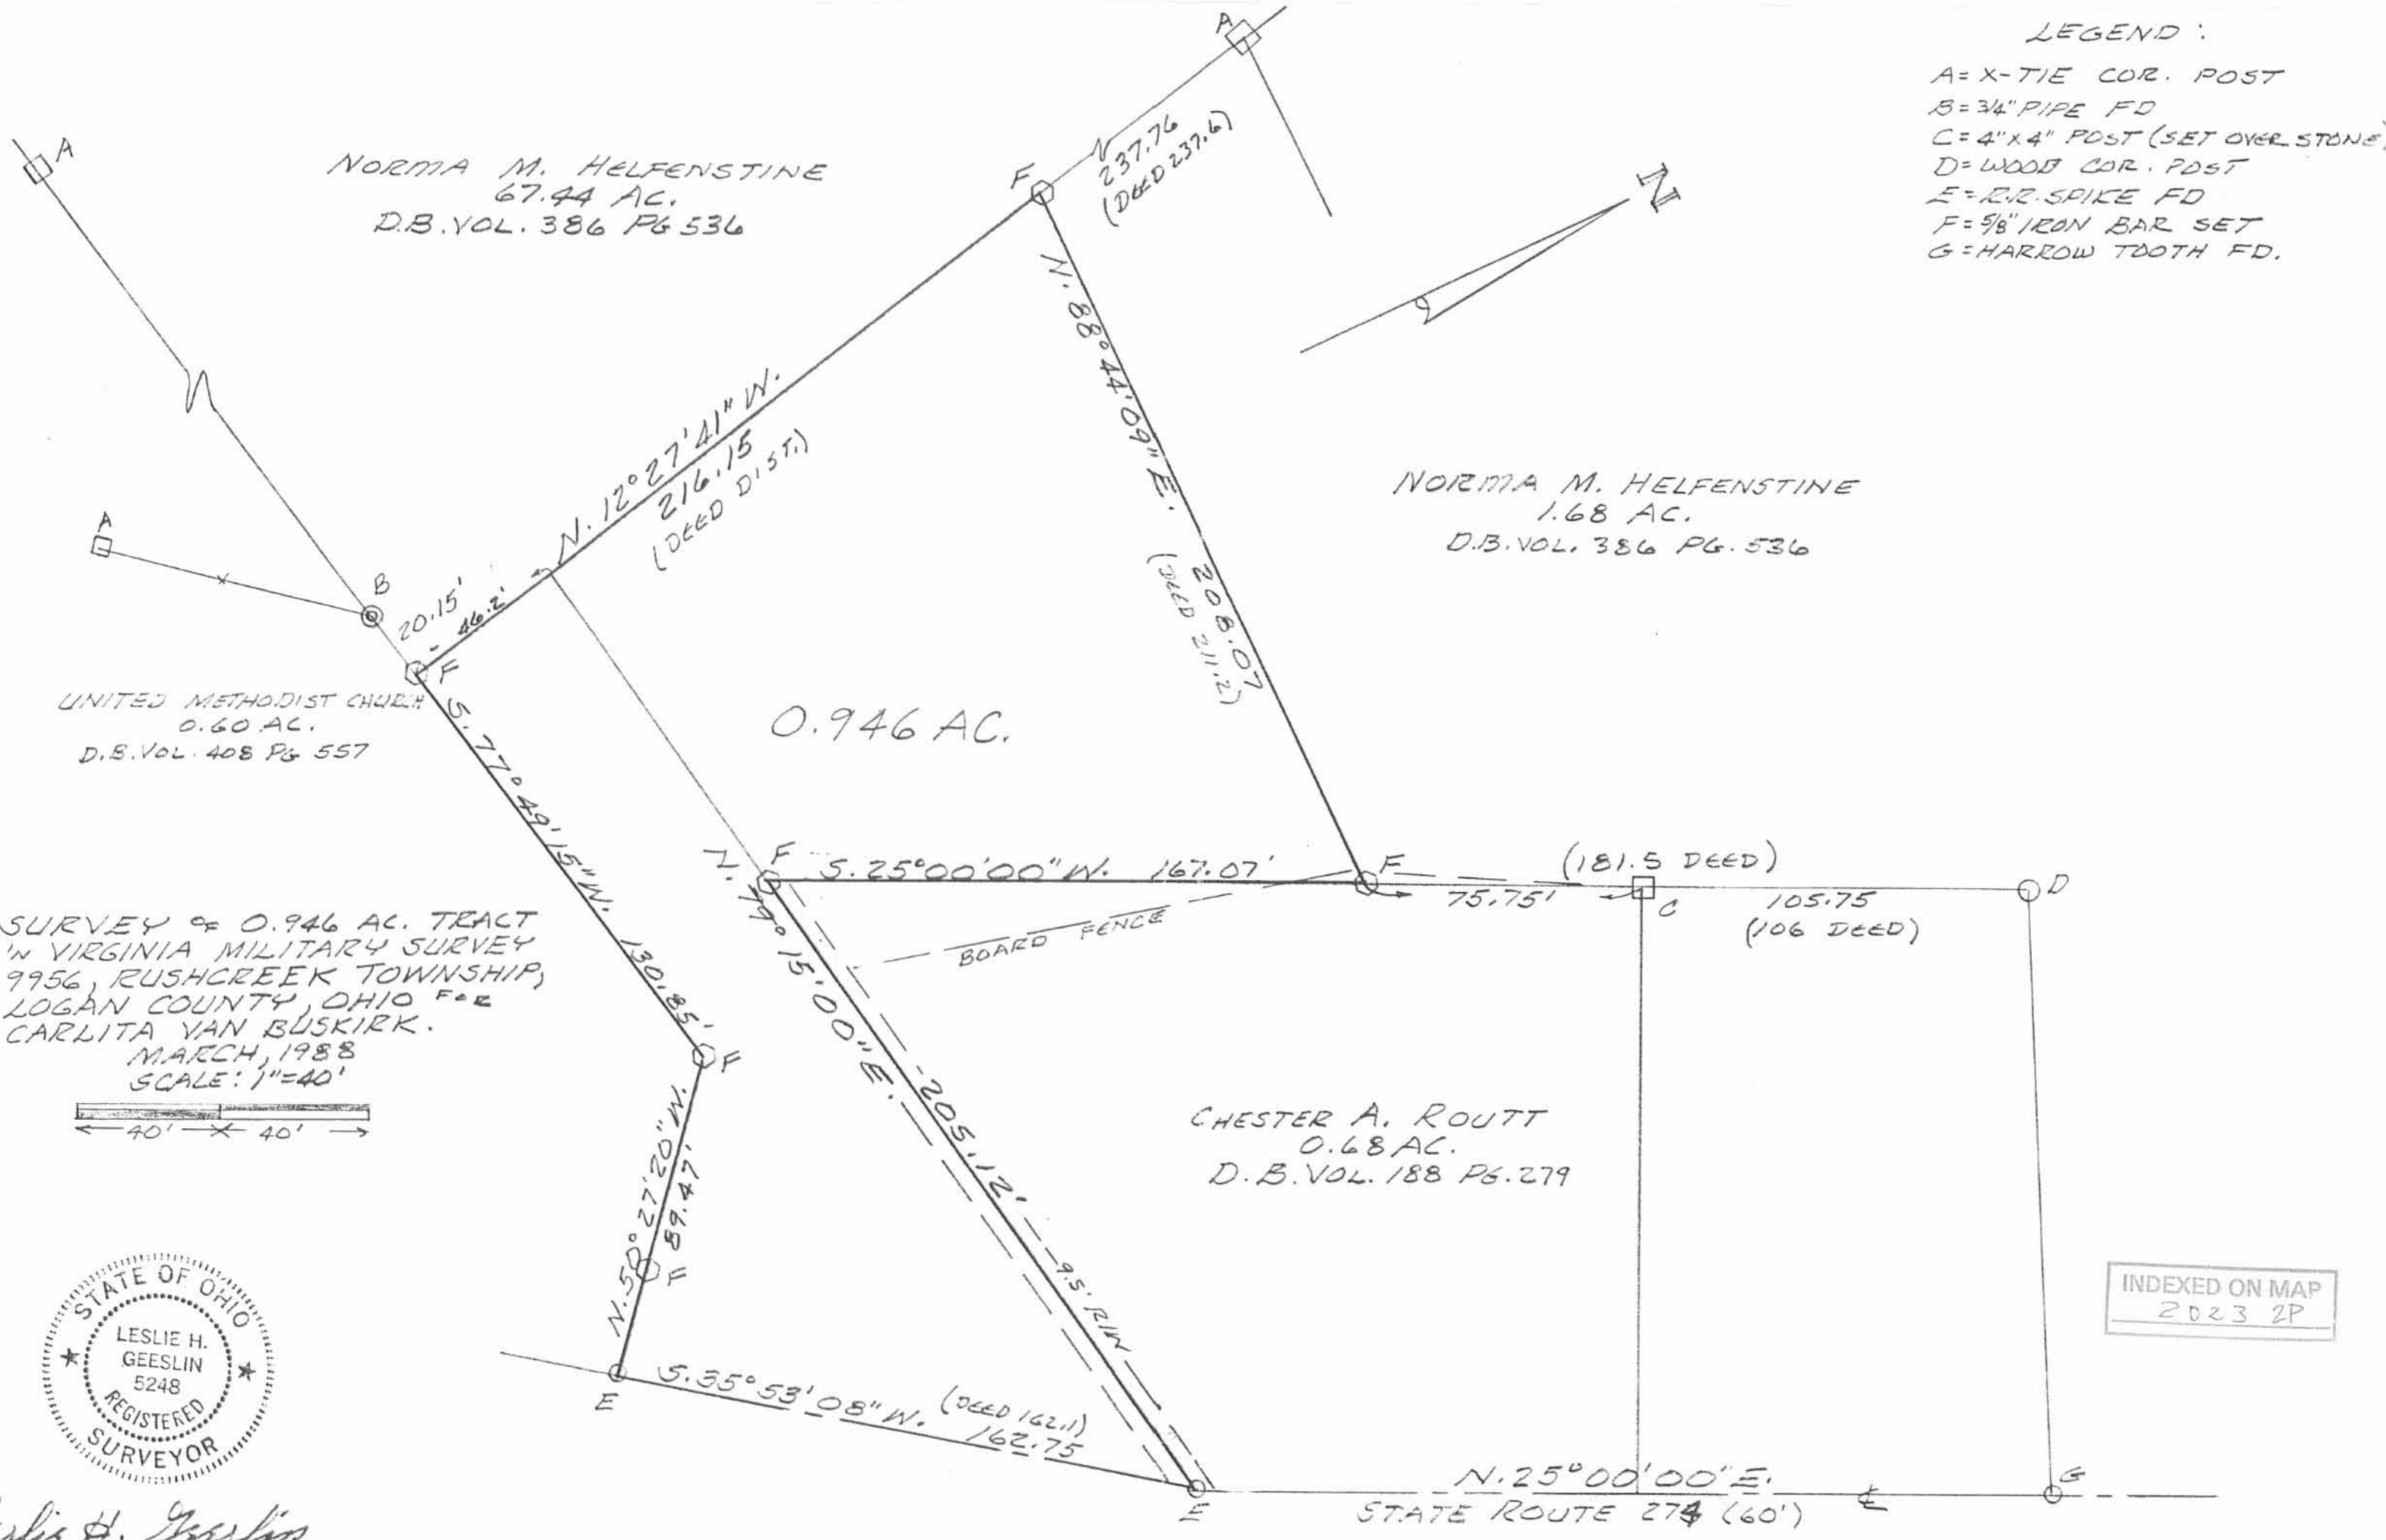 LEGEND:
A= X-TIE COR. POST
B= 3/4" PIPE FD
C= 4"x4" POST (SET OVER STONE)
D= WOOD COR. POST
E= R.R. SPIKE FD
F= 5/8" IRON BAR SET
G= HARROW TOOTH FD.
A
A
NORMA M. HELFENSTINE
67.44 AC.
D.B. VOL. 386 PG 536
F
237.76
(DEED 237.6)
N
N. 88° 44' 09" E.
208.07
(DEED 211.2)
N. 12° 27' 41" W.
216.15
(DEED DIST.)
NORMA M. HELFENSTINE
1.68 AC.
D.B. VOL. 386 PG. 536
A
B
20.15'
46.2'
F
UNITED METHODIST CHURCH
0.60 AC.
D.B. VOL. 408 PG 557
S. 77° 49' 15" W. 130.85'
0.946 AC.
F
S. 25° 00' 00" W. 167.07'
F
(181.5 DEED)
75.75'
C
105.75
(106 DEED)
D
BOARD FENCE
N. 79° 15' 00" E. 205.12'
9.5' R/W
SURVEY OF 0.946 AC. TRACT
IN VIRGINIA MILITARY SURVEY
9956, RUSHCREEK TOWNSHIP,
LOGAN COUNTY, OHIO FOR
CARLITA VAN BUSKIRK.
MARCH, 1988
SCALE: 1"=40'
40' 40'
F
N. 50° 27' 20" W.
89.47'
F
E
CHESTER A. ROUTT
0.68 AC.
D.B. VOL. 188 PG. 279
S. 35° 53' 08" W. (DEED 162.1)
162.75
E
N. 25° 00' 00" E.
STATE ROUTE 274 (60')
℄
G
STATE OF OHIO
LESLIE H.
GEESLIN
5248
REGISTERED
SURVEYOR
INDEXED ON MAP
2023 2P
H. Geeslin